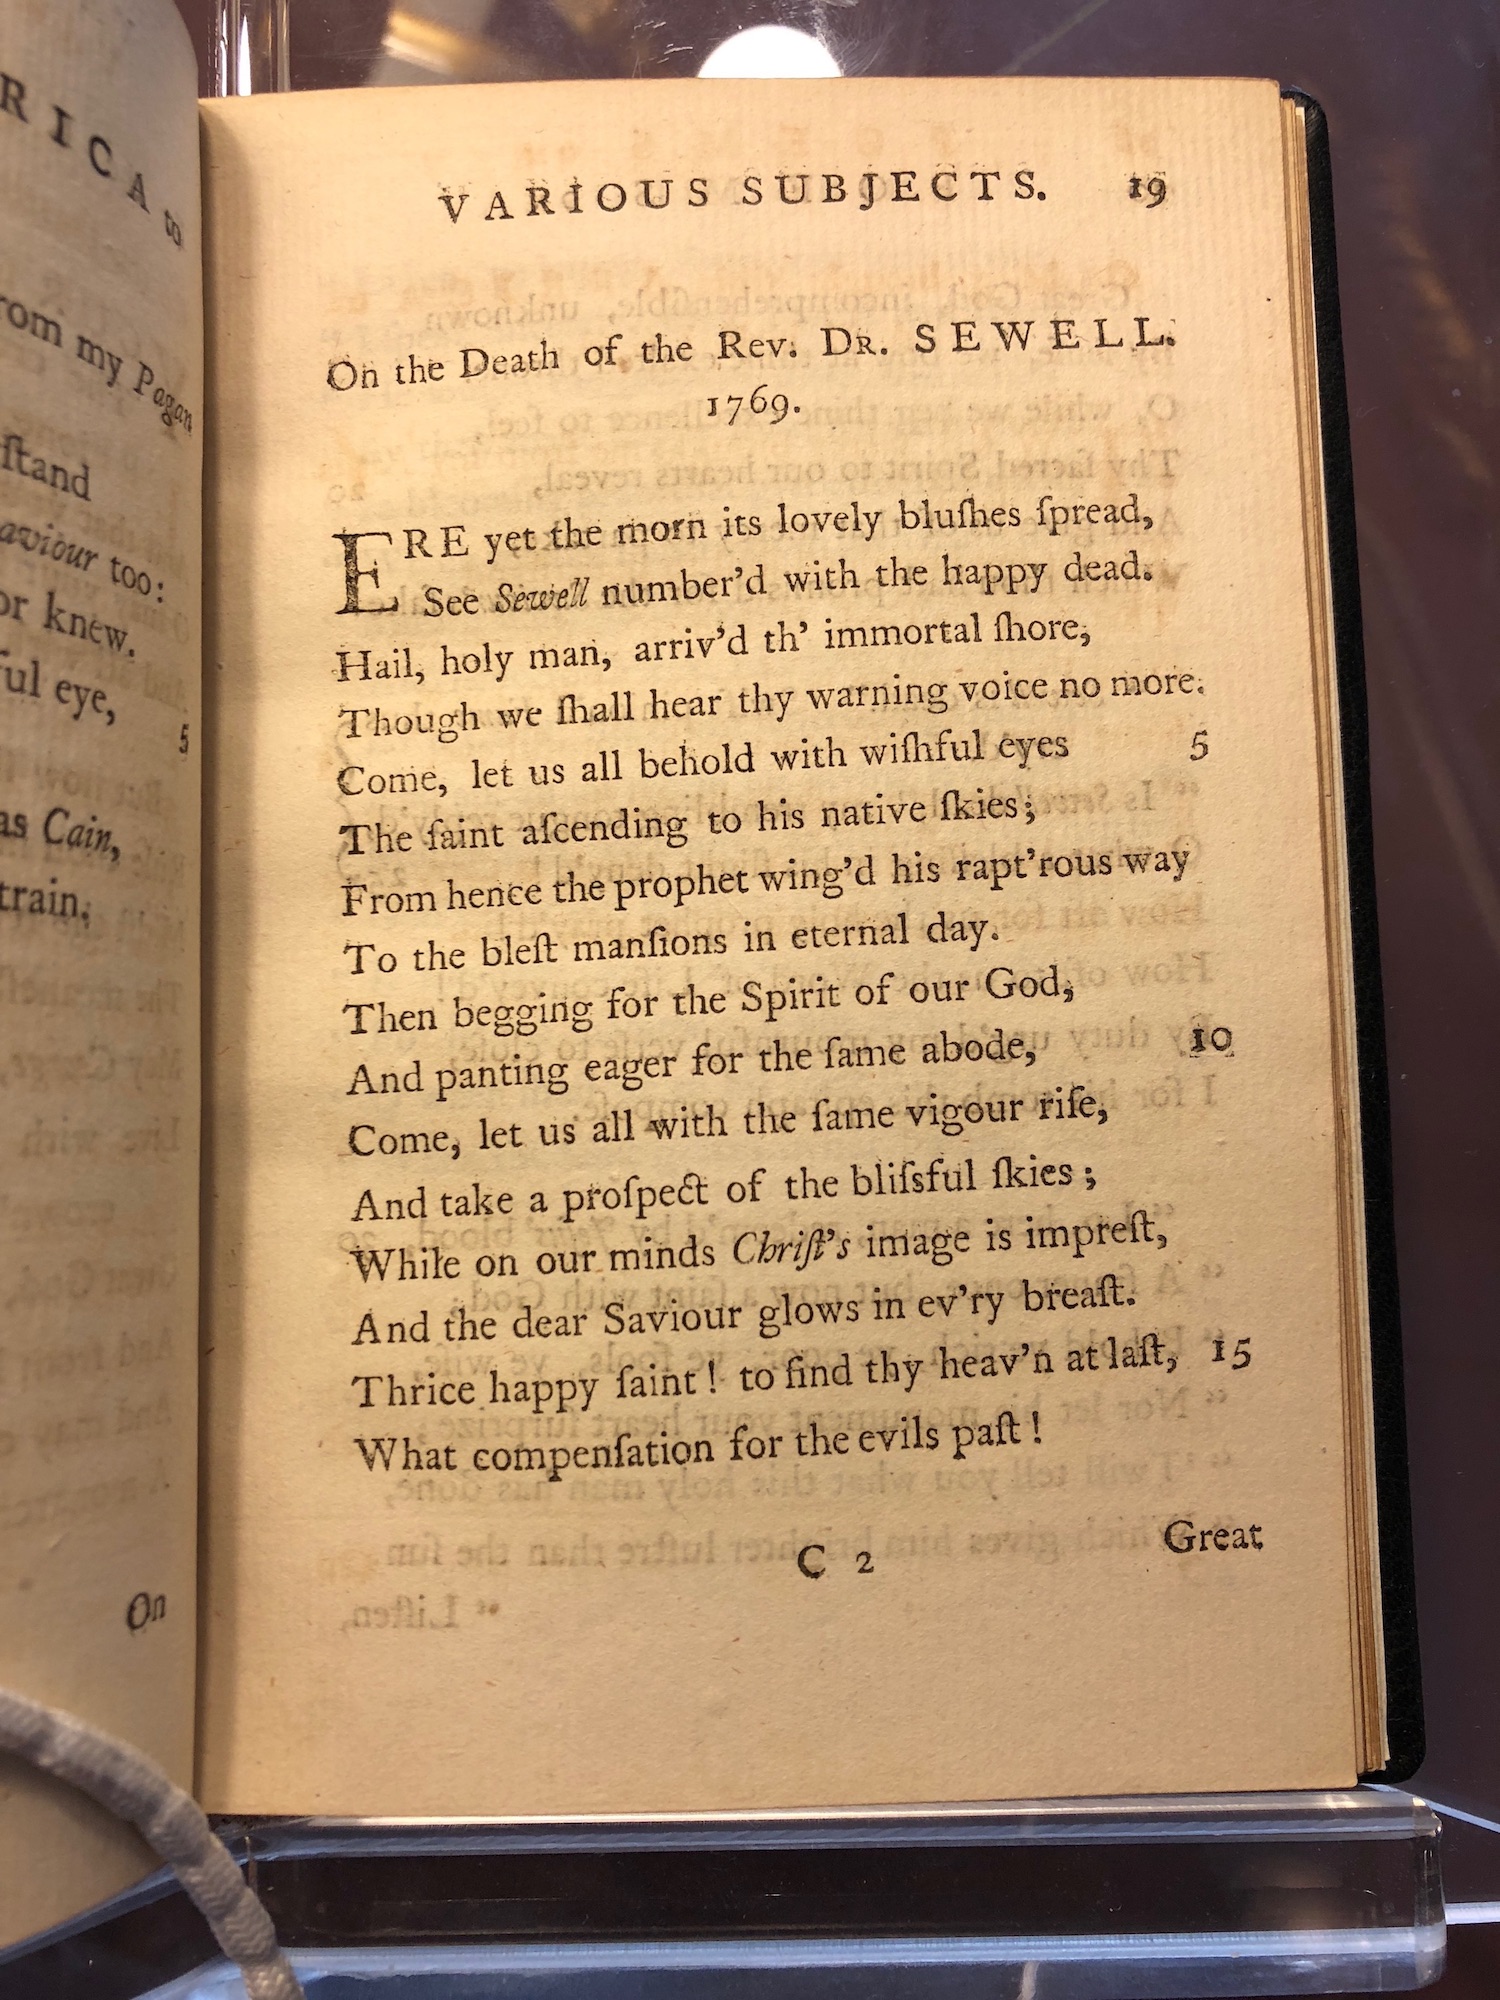 RICA to
rom my Pagan
ſtand
aviour too:
or knew.
ful eye,
5
as Cain,
train.
On
VARIOUS SUBJECTS. 19
On the Death of the Rev. DR. SEWELL.
1769.
ERE yet the morn its lovely bluſhes ſpread,
See Sewell number'd with the happy dead.
Hail, holy man, arriv'd th' immortal ſhore,
Though we ſhall hear thy warning voice no more.
Come, let us all behold with wiſhful eyes 5
The ſaint aſcending to his native ſkies;
From hence the prophet wing'd his rapt'rous way
To the bleſt manſions in eternal day.
Then begging for the Spirit of our God,
And panting eager for the ſame abode, 10
Come, let us all with the ſame vigour riſe,
And take a proſpect of the bliſsful ſkies;
While on our minds Chriſt's image is impreſt,
And the dear Saviour glows in ev'ry breaſt.
Thrice happy ſaint! to find thy heav'n at laſt, 15
What compenſation for the evils paſt!
C 2 Great